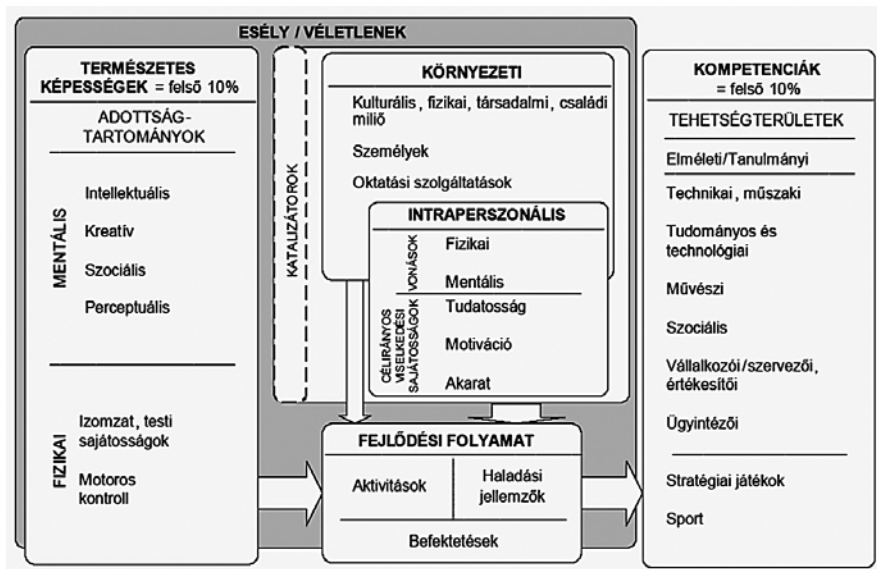 ESÉLY / VÉLETLENEK
TERMÉSZETES
KÉPESSÉGEK = felső 10%
ADOTTSÁG-
TARTOMÁNYOK
MENTÁLIS
Intellektuális
Kreatív
Szociális
Perceptuális
FIZIKAI
Izomzat, testi
sajátosságok
Motoros
kontroll
KATALIZÁTOROK
KÖRNYEZETI
Kulturális, fizikai, társadalmi, családi
miliő
Személyek
Oktatási szolgáltatások
INTRAPERSZONÁLIS
VONÁSOK
Fizikai
Mentális
CÉLIRÁNYOS
VISELKEDÉSI
SAJÁTOSSÁGOK
Tudatosság
Motiváció
Akarat
FEJLŐDÉSI FOLYAMAT
Aktivitások
Haladási
jellemzők
Befektetések
KOMPETENCIÁK
= felső 10%
TEHETSÉGTERÜLETEK
Elméleti/Tanulmányi
Technikai, műszaki
Tudományos és
technológiai
Művészi
Szociális
Vállalkozói/szervezői,
értékesítői
Ügyintézői
Stratégiai játékok
Sport